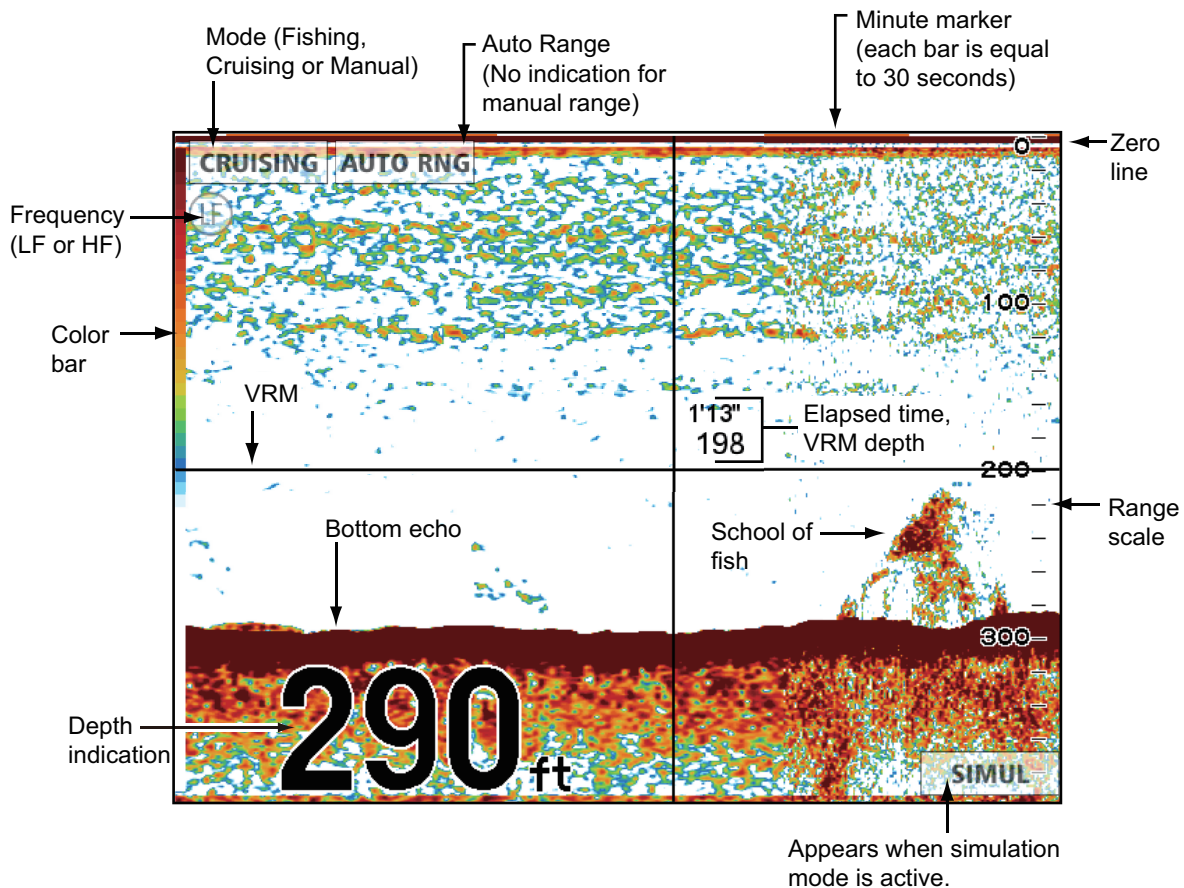 Mode (Fishing,
Cruising or Manual)
Auto Range
(No indication for
manual range)
Minute marker
(each bar is equal
to 30 seconds)
CRUISING
AUTO RNG
0
Zero
line
Frequency
(LF or HF)
100
Color
bar
VRM
1'13"
198
Elapsed time,
VRM depth
200
Range
scale
Bottom echo
School of
fish
300
290 ft
Depth
indication
SIMUL
Appears when simulation
mode is active.